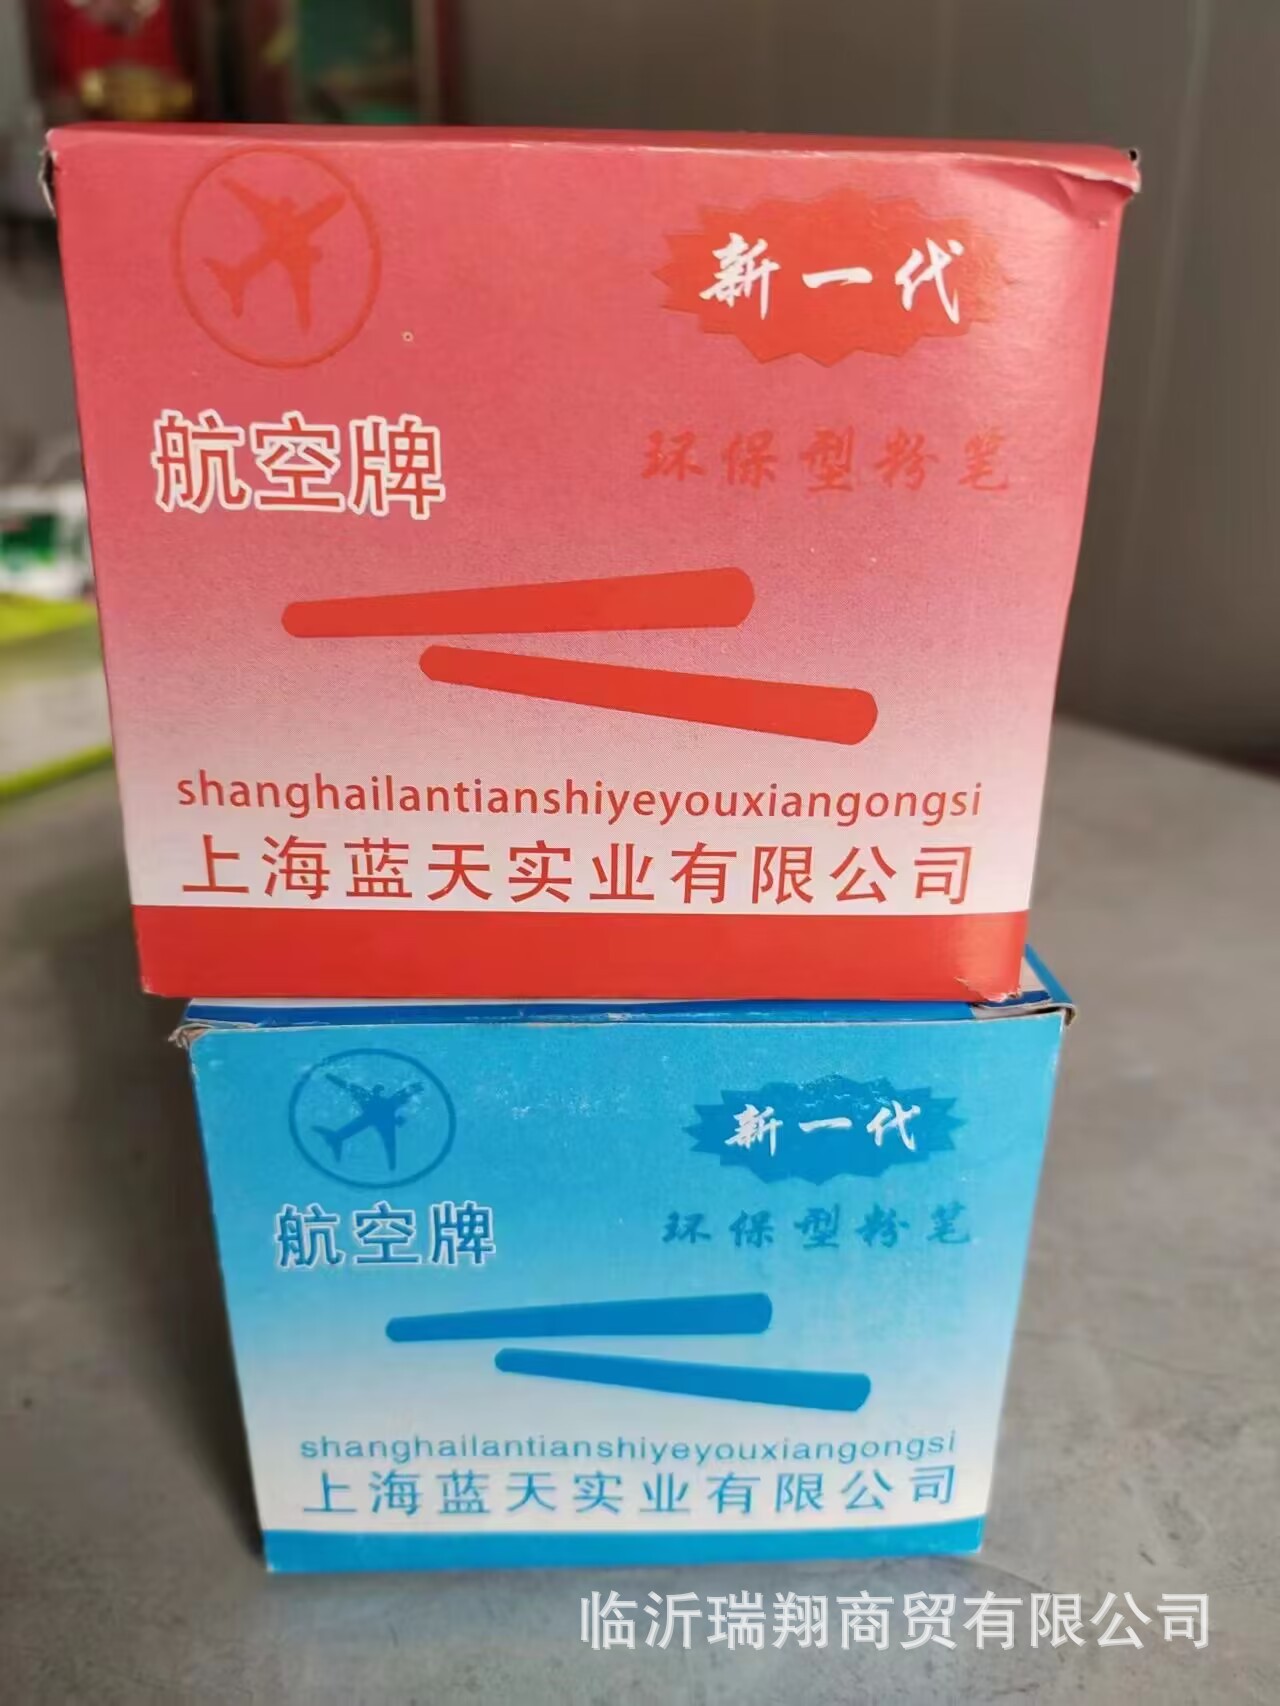 新一代
航空牌
环保型粉笔
shanghailantianshiyeyouxiangongsi
上海蓝天实业有限公司
新一代
航空牌
环保型粉笔
shanghailantianshiyeyouxiangongsi
上海蓝天实业有限公司
临沂瑞翔商贸有限公司